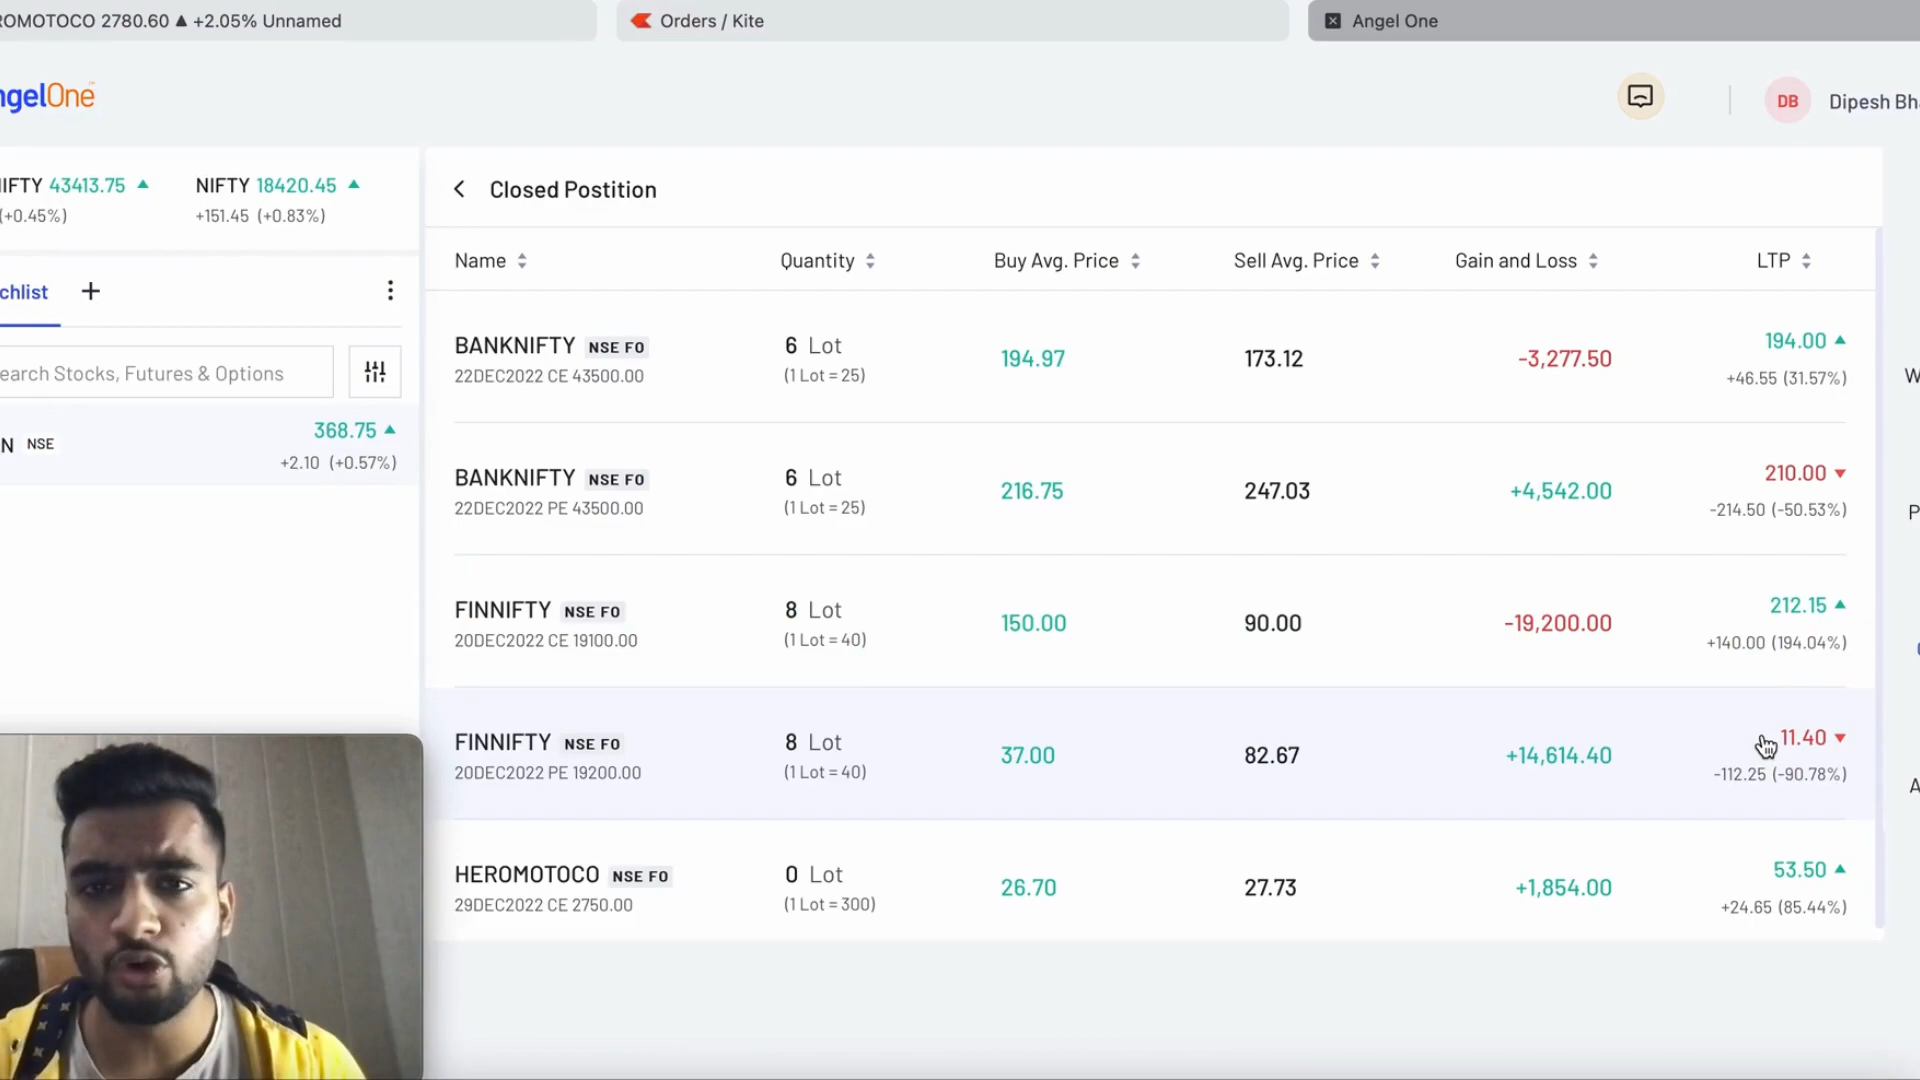 ROMOTOCO 2780.60 ▲ +2.05% Unnamed
Orders / Kite
Angel One
ngelOne
DB
Dipesh Bha
IFTY 43413.75 ▲
(+0.45%)
NIFTY 18420.45 ▲
+151.45 (+0.83%)
chlist +
earch Stocks, Futures & Options
N NSE
368.75 ▲
+2.10 (+0.57%)
Closed Postition
Name Quantity Buy Avg. Price Sell Avg. Price Gain and Loss LTP
BANKNIFTY NSE FO 6 Lot 194.97 173.12 -3,277.50 194.00 ▲
22DEC2022 CE 43500.00 (1 Lot = 25) +46.55 (31.57%)
BANKNIFTY NSE FO 6 Lot 216.75 247.03 +4,542.00 210.00 ▼
22DEC2022 PE 43500.00 (1 Lot = 25) -214.50 (-50.53%)
FINNIFTY NSE FO 8 Lot 150.00 90.00 -19,200.00 212.15 ▲
20DEC2022 CE 19100.00 (1 Lot = 40) +140.00 (194.04%)
FINNIFTY NSE FO 8 Lot 37.00 82.67 +14,614.40 11.40 ▼
20DEC2022 PE 19200.00 (1 Lot = 40) -112.25 (-90.78%)
HEROMOTOCO NSE FO 0 Lot 26.70 27.73 +1,854.00 53.50 ▲
29DEC2022 CE 2750.00 (1 Lot = 300) +24.65 (85.44%)
W
P
A